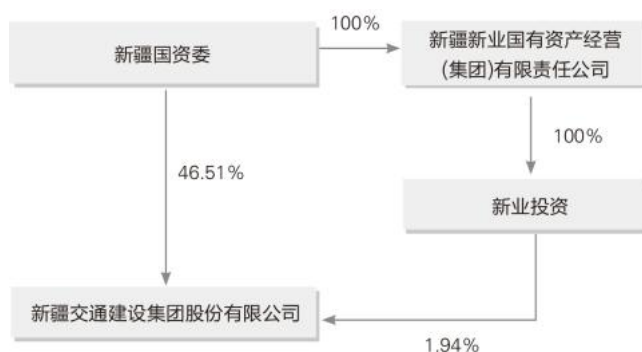 100%
新疆国资委
新疆新业国有资产经营
(集团)有限责任公司
46.51%
100%
新业投资
新疆交通建设集团股份有限公司
1.94%